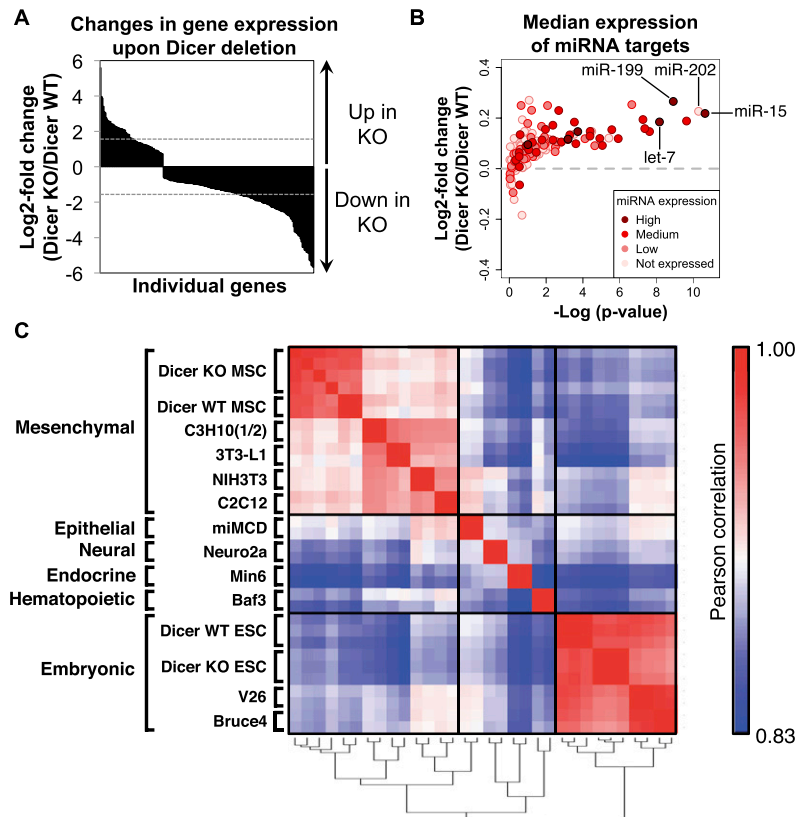 A
Changes in gene expression
upon Dicer deletion
Log2-fold change
(Dicer KO/Dicer WT)
6
4
2
0
-2
-4
-6
Up in
KO
Down in
KO
Individual genes
B
Median expression
of miRNA targets
Log2-fold change
(Dicer KO/Dicer WT)
0.4
0.2
0.0
-0.2
-0.4
miR-199
miR-202
miR-15
let-7
miRNA expression
High
Medium
Low
Not expressed
0 2 4 6 8 10
-Log (p-value)
C
Mesenchymal
Dicer KO MSC
Dicer WT MSC
C3H10(1/2)
3T3-L1
NIH3T3
C2C12
Epithelial
miMCD
Neural
Neuro2a
Endocrine
Min6
Hematopoietic
Baf3
Embryonic
Dicer WT ESC
Dicer KO ESC
V26
Bruce4
1.00
Pearson correlation
0.83